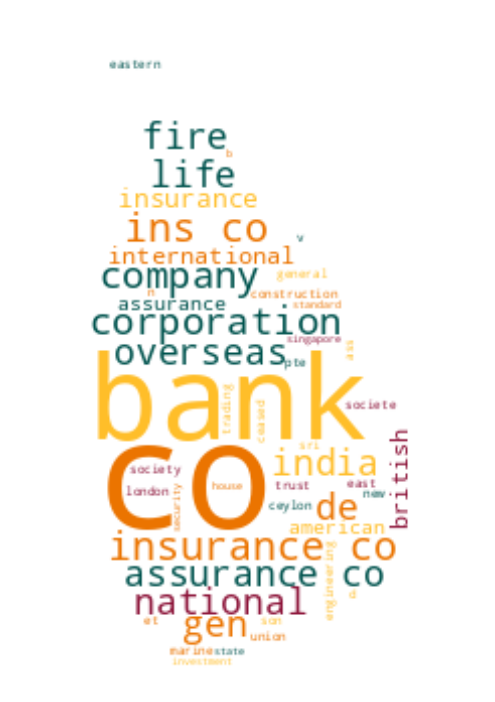 eastern
fire
b
life
insurance
ins co
v
international
company
general
n
construction
assurance
standard
corporation
singapore
overseas
ass
pte
bank
trading
ceased
societe
co
sri
india
british
society
london
security
house
trust
east
new
ceylon
de
american
insurance co
engineering
assurance co
d
national
et
gen
son
union
marine
state
investment